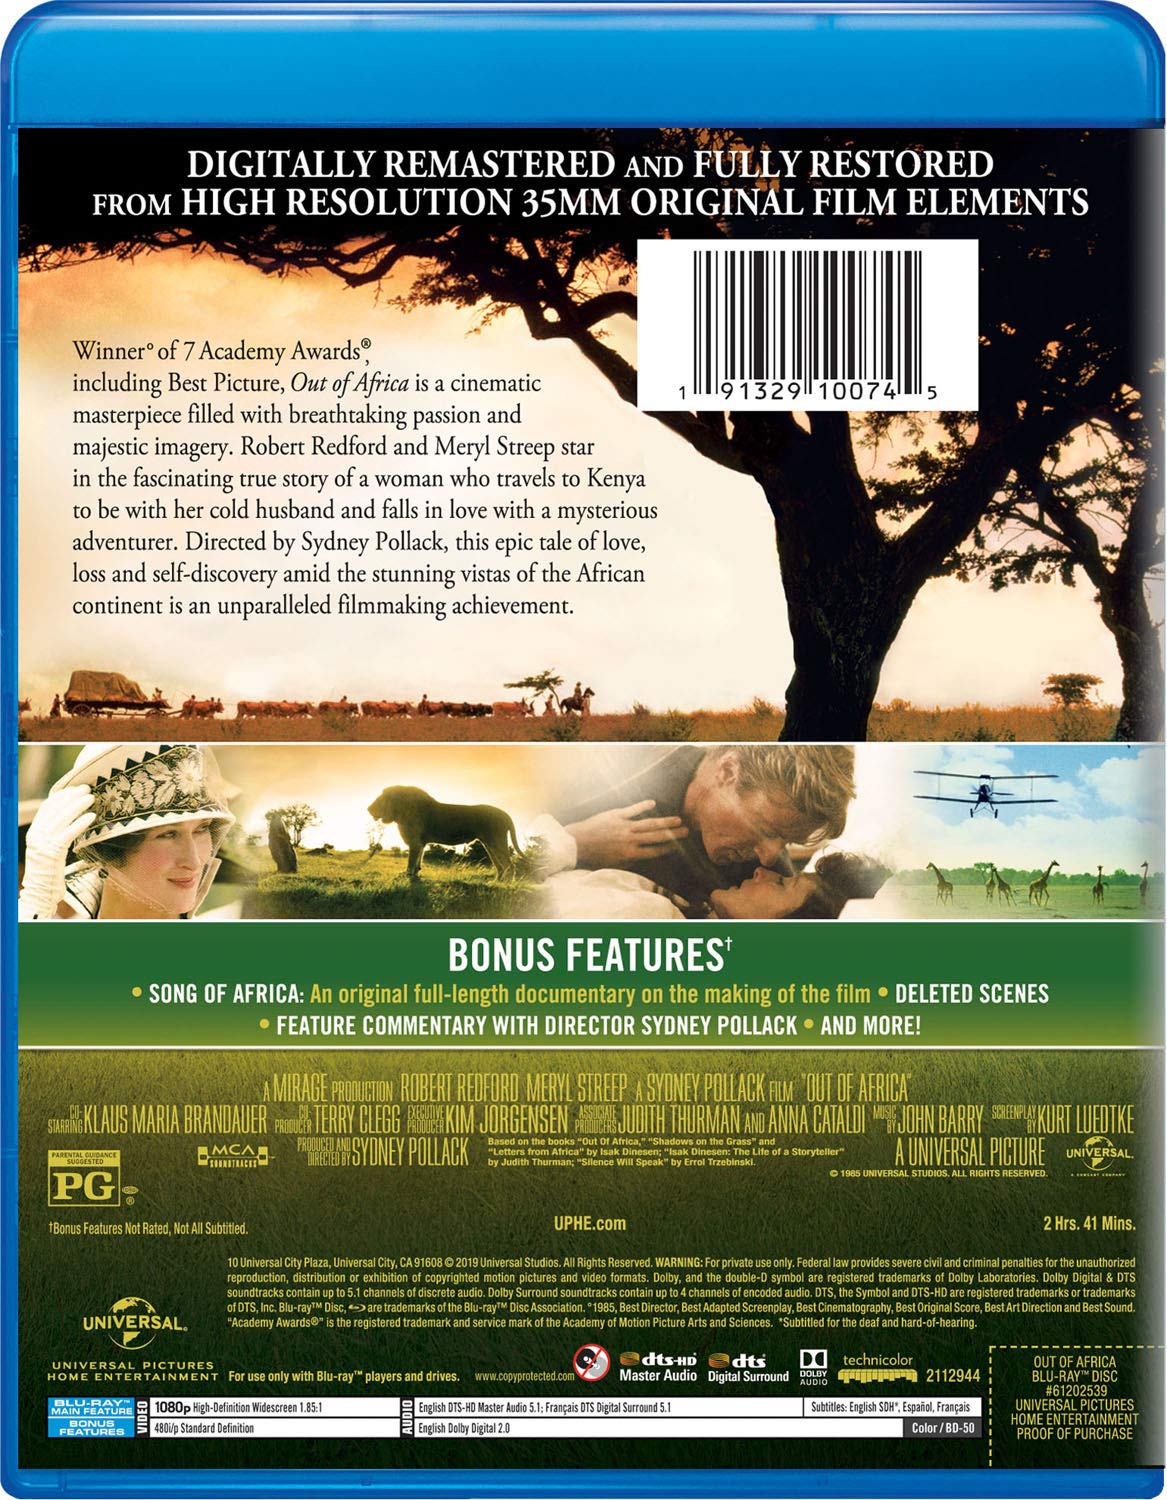 DIGITALLY REMASTERED AND FULLY RESTORED
FROM HIGH RESOLUTION 35MM ORIGINAL FILM ELEMENTS
1 91329 10074 5
Winner° of 7 Academy Awards®,
including Best Picture, Out of Africa is a cinematic
masterpiece filled with breathtaking passion and
majestic imagery. Robert Redford and Meryl Streep star
in the fascinating true story of a woman who travels to Kenya
to be with her cold husband and falls in love with a mysterious
adventurer. Directed by Sydney Pollack, this epic tale of love,
loss and self-discovery amid the stunning vistas of the African
continent is an unparalleled filmmaking achievement.
BONUS FEATURES†
• SONG OF AFRICA: An original full-length documentary on the making of the film • DELETED SCENES
• FEATURE COMMENTARY WITH DIRECTOR SYDNEY POLLACK • AND MORE!
A MIRAGE PRODUCTION ROBERT REDFORD MERYL STREEP A SYDNEY POLLACK FILM "OUT OF AFRICA"
CO-STARRING KLAUS MARIA BRANDAUER CO-PRODUCER TERRY CLEGG EXECUTIVE PRODUCER KIM JORGENSEN ASSOCIATE PRODUCERS JUDITH THURMAN AND ANNA CATALDI MUSIC BY JOHN BARRY SCREENPLAY BY KURT LUEDTKE
PRODUCED AND DIRECTED BY SYDNEY POLLACK
Based on the books "Out Of Africa," "Shadows on the Grass" and
"Letters from Africa" by Isak Dinesen; "Isak Dinesen: The Life of a Storyteller"
by Judith Thurman; "Silence Will Speak" by Errol Trzebinski.
A UNIVERSAL PICTURE
© 1985 UNIVERSAL STUDIOS. ALL RIGHTS RESERVED.
UNIVERSAL
A COMCAST COMPANY
PARENTAL GUIDANCE SUGGESTED
PG
®
MCA
SOUNDTRACKS
†Bonus Features Not Rated, Not All Subtitled.
UPHE.com
2 Hrs. 41 Mins.
10 Universal City Plaza, Universal City, CA 91608 © 2019 Universal Studios. All Rights Reserved. WARNING: For private use only. Federal law provides severe civil and criminal penalties for the unauthorized
reproduction, distribution or exhibition of copyrighted motion pictures and video formats. Dolby, and the double-D symbol are registered trademarks of Dolby Laboratories. Dolby Digital & DTS
soundtracks contain up to 5.1 channels of discrete audio. Dolby Surround soundtracks contain up to 4 channels of encoded audio. DTS, the Symbol and DTS-HD are registered trademarks or trademarks
of DTS, Inc. Blu-ray™ Disc, are trademarks of the Blu-ray™ Disc Association. °1985, Best Director, Best Adapted Screenplay, Best Cinematography, Best Original Score, Best Art Direction and Best Sound.
"Academy Awards®" is the registered trademark and service mark of the Academy of Motion Picture Arts and Sciences. *Subtitled for the deaf and hard-of-hearing.
UNIVERSAL
UNIVERSAL PICTURES
HOME ENTERTAINMENT
For use only with Blu-ray™ players and drives.
www.copyprotected.com
dts-HD
Master Audio
dts
Digital Surround
DOLBY
AUDIO
technicolor
2112944
BLU-RAY™
MAIN FEATURE
BONUS
FEATURES
VIDEO
1080p High-Definition Widescreen 1.85:1
480i/p Standard Definition
AUDIO
English DTS-HD Master Audio 5.1; Français DTS Digital Surround 5.1
English Dolby Digital 2.0
Subtitles: English SDH*, Español, Français
Color / BD-50
OUT OF AFRICA
BLU-RAY™ DISC
#61202539
UNIVERSAL PICTURES
HOME ENTERTAINMENT
PROOF OF PURCHASE